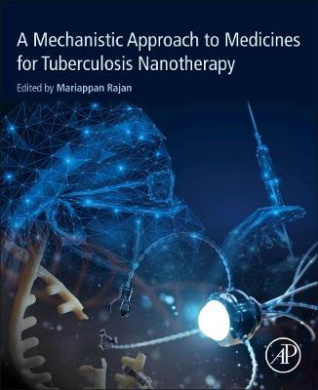 A Mechanistic Approach to Medicines
for Tuberculosis Nanotherapy
Edited by Mariappan Rajan
AP